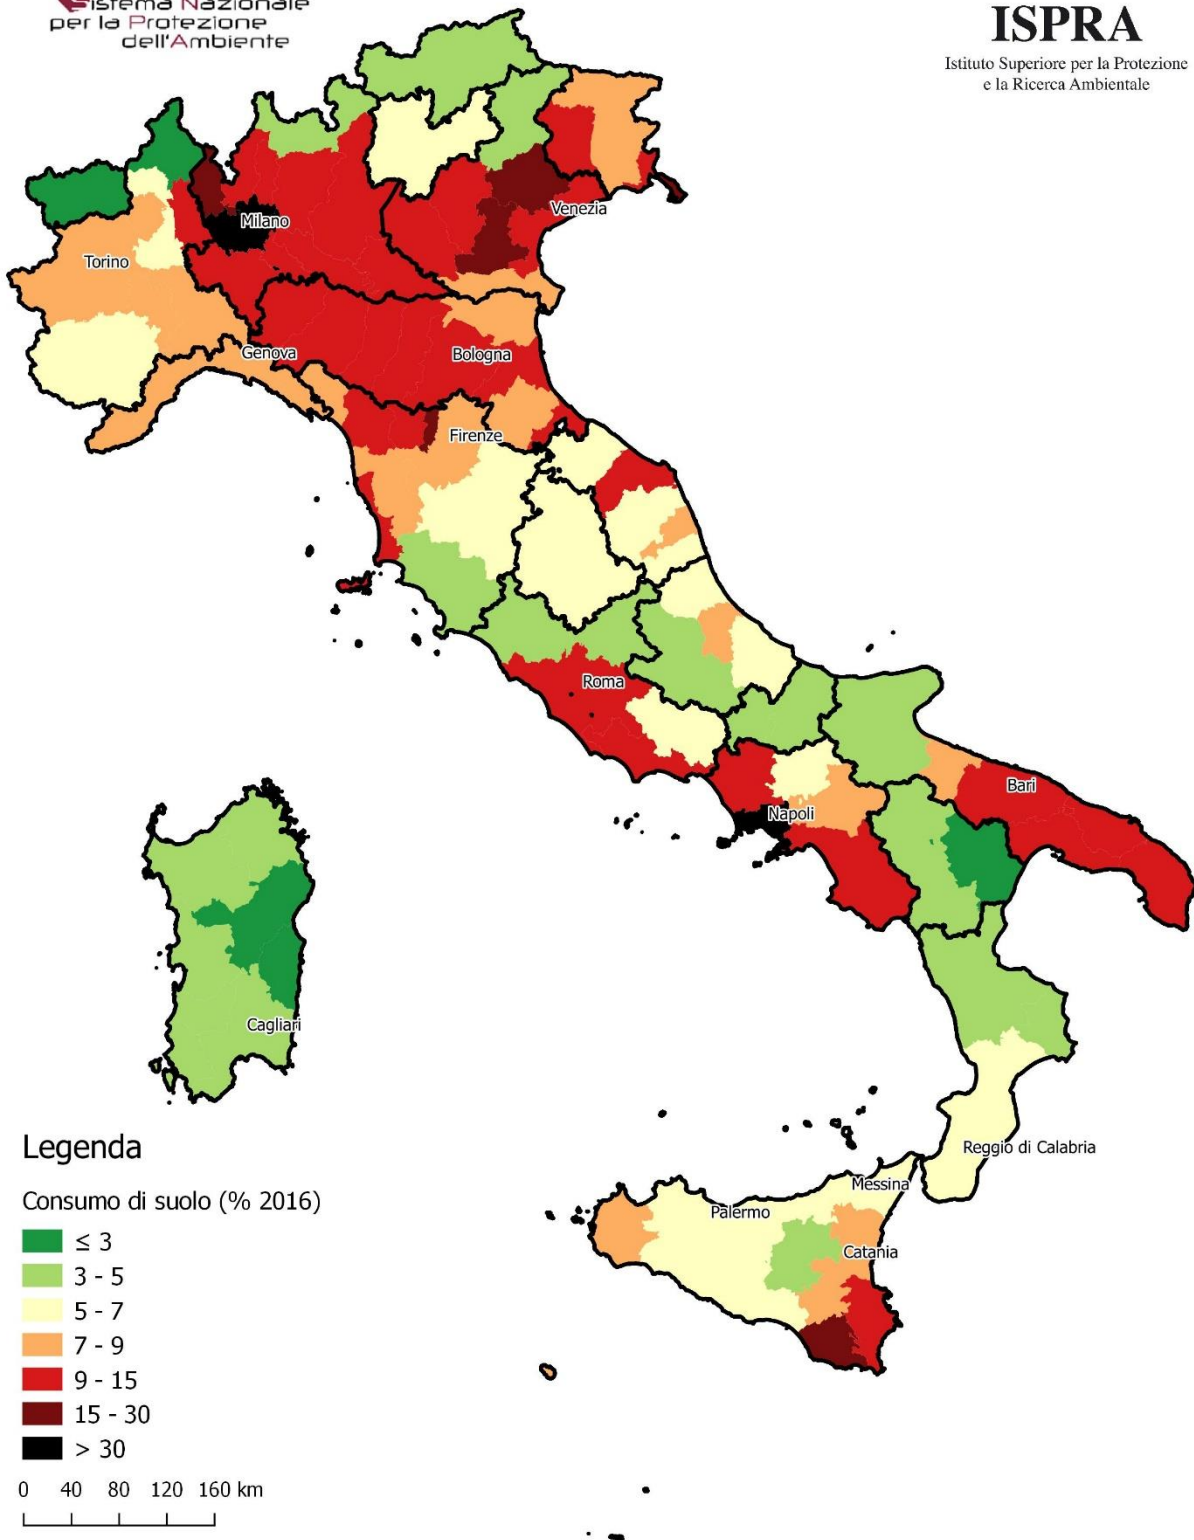 Sistema Nazionale
per la Protezione
dell'Ambiente
ISPRA
Istituto Superiore per la Protezione
e la Ricerca Ambientale
Milano
Venezia
Torino
Genova
Bologna
Firenze
Roma
Bari
Napoli
Cagliari
Reggio di Calabria
Messina
Palermo
Catania
Legenda
Consumo di suolo (% 2016)
≤ 3
3 - 5
5 - 7
7 - 9
9 - 15
15 - 30
> 30
0 40 80 120 160 km